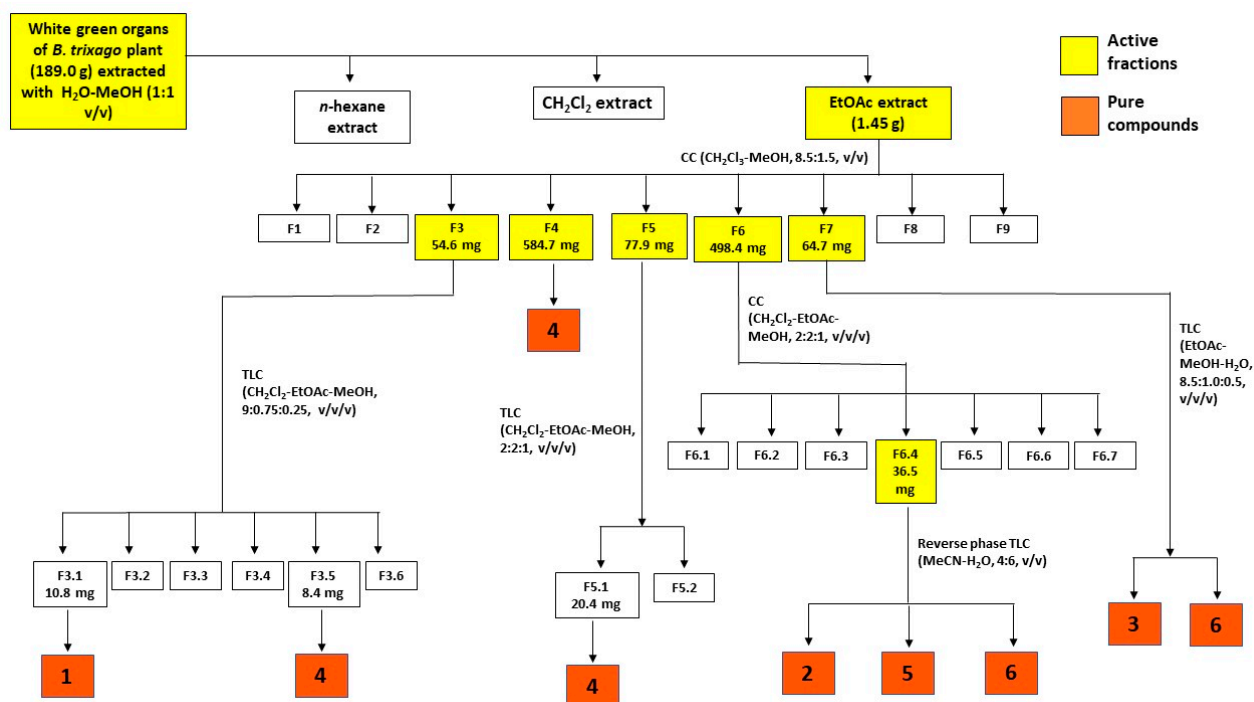 White green organs
of B. trixago plant
(189.0 g) extracted
with H₂O-MeOH (1:1
v/v)
n-hexane
extract
CH₂Cl₂ extract
EtOAc extract
(1.45 g)
Active
fractions
Pure
compounds
CC (CH₂Cl₃-MeOH, 8.5:1.5, v/v)
F1
F2
F3
54.6 mg
F4
584.7 mg
F5
77.9 mg
F6
498.4 mg
F7
64.7 mg
F8
F9
4
CC
(CH₂Cl₂-EtOAc-
MeOH, 2:2:1, v/v/v)
TLC
(EtOAc-
MeOH-H₂O,
8.5:1.0:0.5,
v/v/v)
TLC
(CH₂Cl₂-EtOAc-MeOH,
9:0.75:0.25, v/v/v)
TLC
(CH₂Cl₂-EtOAc-MeOH,
2:2:1, v/v/v)
F6.1
F6.2
F6.3
F6.4
36.5
mg
F6.5
F6.6
F6.7
Reverse phase TLC
(MeCN-H₂O, 4:6, v/v)
F3.1
10.8 mg
F3.2
F3.3
F3.4
F3.5
8.4 mg
F3.6
F5.1
20.4 mg
F5.2
3
6
1
4
4
2
5
6